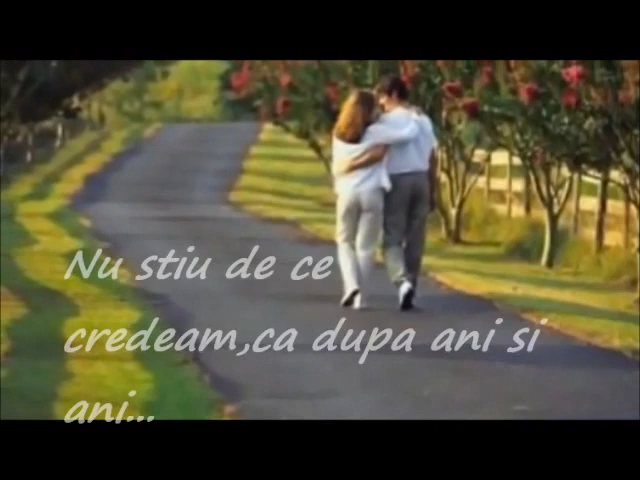 Nu stiu de ce
credeam,ca dupa ani si
ani...